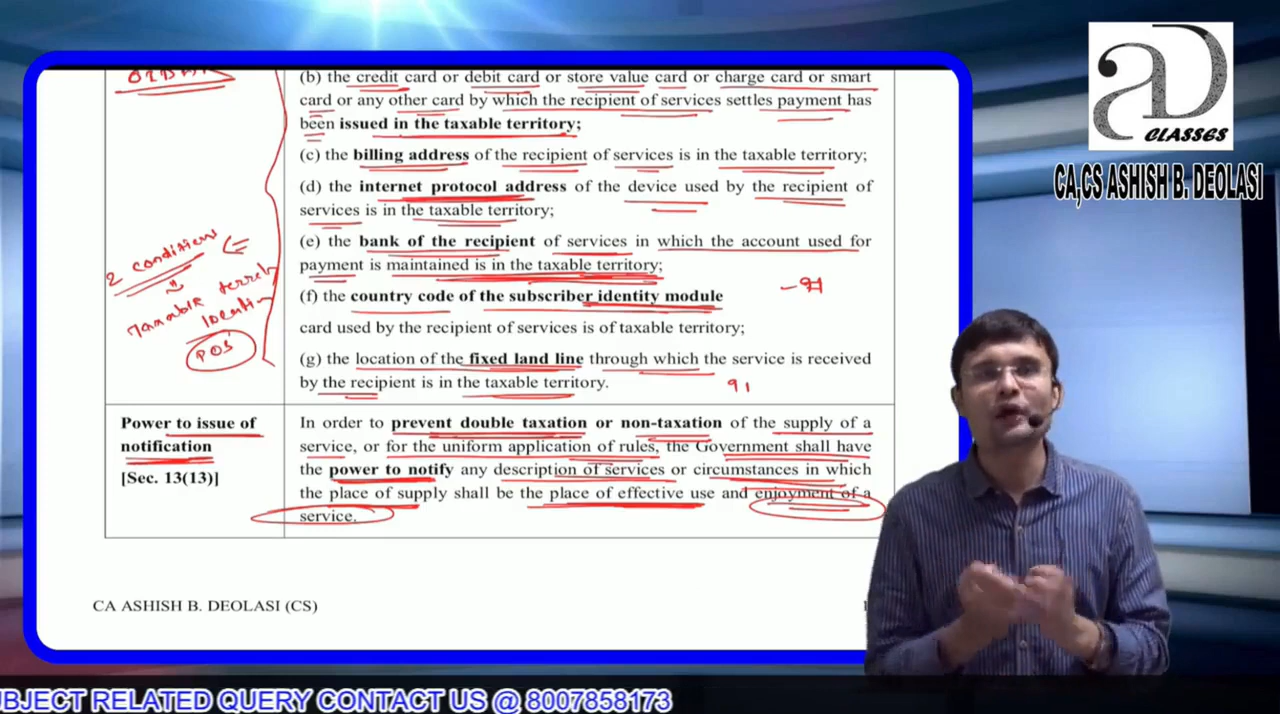 OIDAR
(b) the credit card or debit card or store value card or charge card or smart
card or any other card by which the recipient of services settles payment has
been issued in the taxable territory;
(c) the billing address of the recipient of services is in the taxable territory;
(d) the internet protocol address of the device used by the recipient of
services is in the taxable territory;
(e) the bank of the recipient of services in which the account used for
payment is maintained is in the taxable territory;
(f) the country code of the subscriber identity module
card used by the recipient of services is of taxable territory;
(g) the location of the fixed land line through which the service is received
by the recipient is in the taxable territory.
2 conditions
Taxable territory
location
POS
91
Power to issue of
notification
[Sec. 13(13)]
In order to prevent double taxation or non-taxation of the supply of a
service, or for the uniform application of rules, the Government shall have
the power to notify any description of services or circumstances in which
the place of supply shall be the place of effective use and enjoyment of a
service.
CA ASHISH B. DEOLASI (CS)
aD
CLASSES
CA,CS ASHISH B. DEOLASI
UBJECT RELATED QUERY CONTACT US @ 8007858173